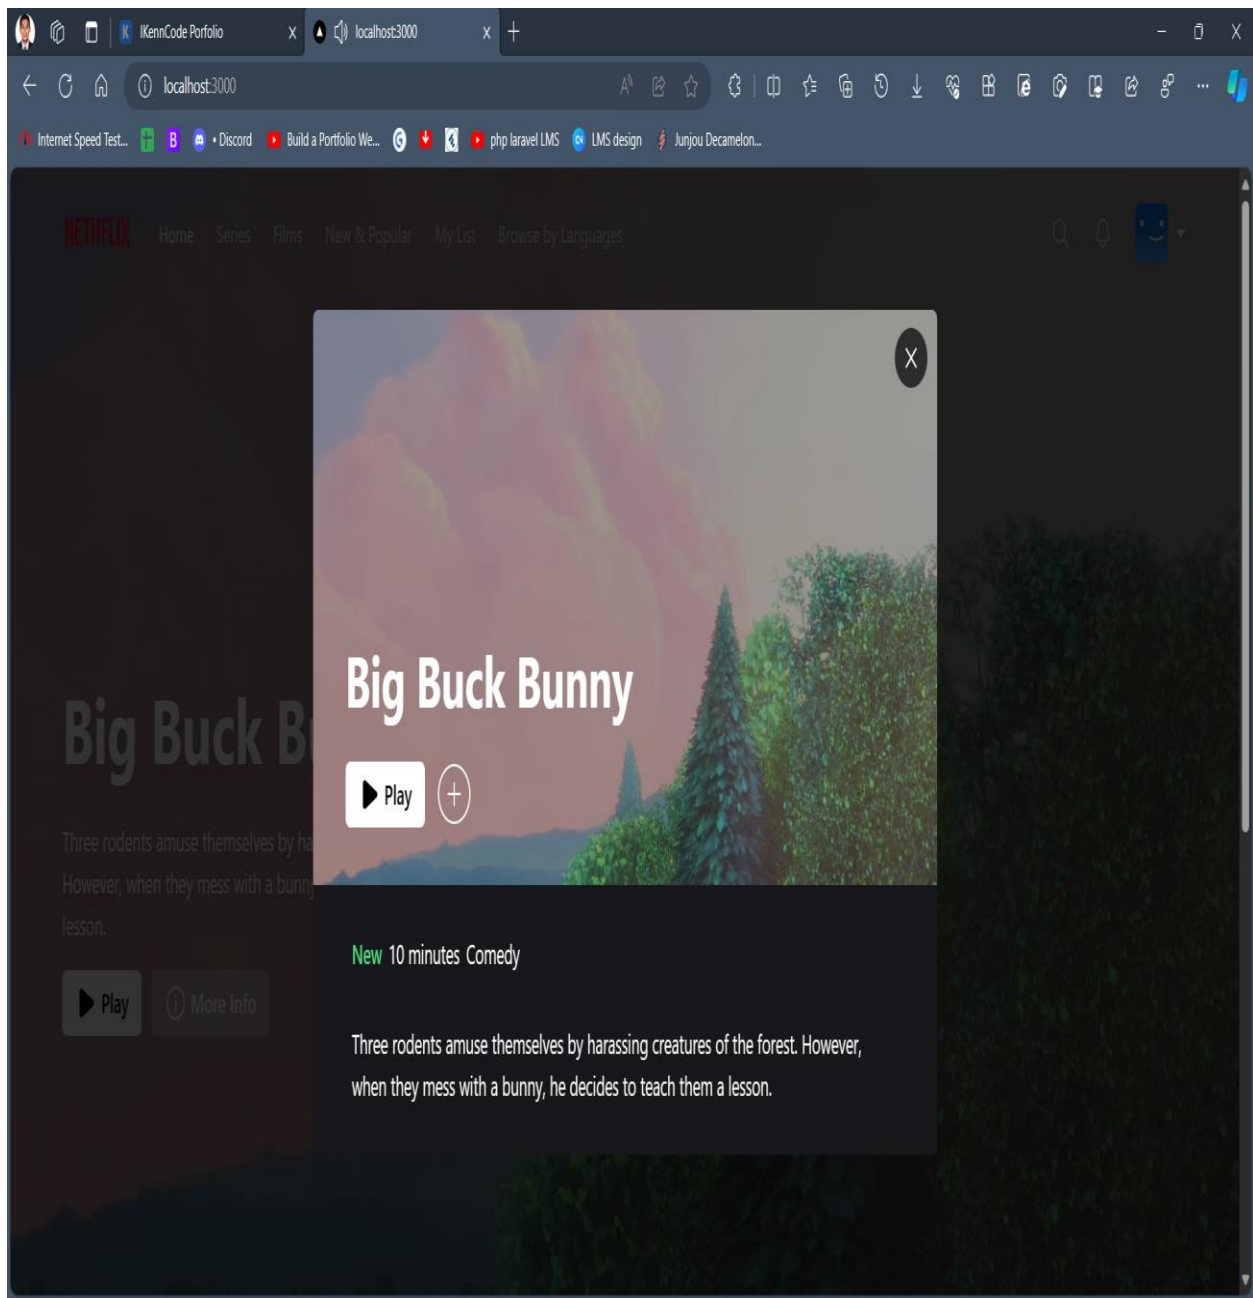 K IKennCode Porfolio
localhost:3000
localhost:3000
Internet Speed Test...
B
• Discord
Build a Portfolio We...
php laravel LMS
LMS design
Junjou Decamelon...
NETHFLIX Home Series Films New & Popular My List Browse by Languages
Big Buck Bunny
Play
New 10 minutes Comedy
Three rodents amuse themselves by harassing creatures of the forest. However,
when they mess with a bunny, he decides to teach them a lesson.
Big Buck B
Three rodents amuse themselves by ha
However, when they mess with a bunny
lesson.
Play
More Info